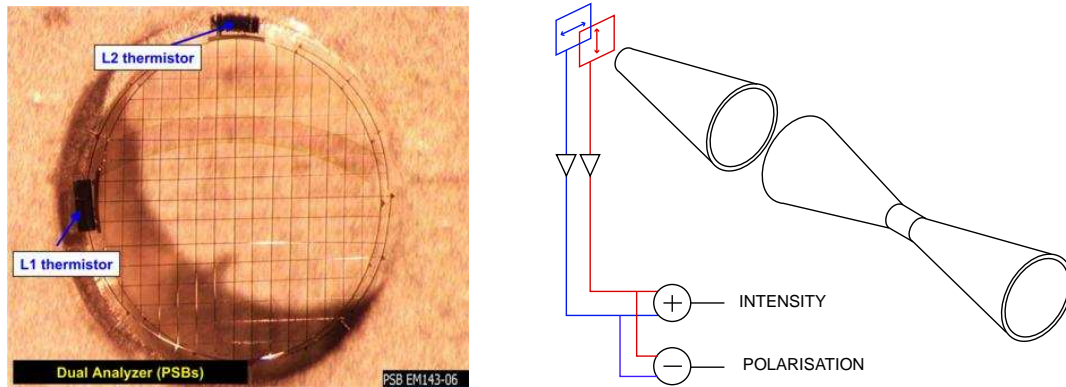 L2 thermistor
L1 thermistor
Dual Analyzer (PSBs)
PSB EM143-06
INTENSITY
POLARISATION